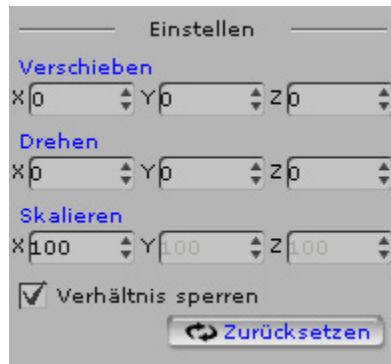 Einstellen
Verschieben
X 0 Y 0 Z 0
Drehen
X 0 Y 0 Z 0
Skalieren
X 100 Y 100 Z 100
Verhältnis sperren
Zurücksetzen